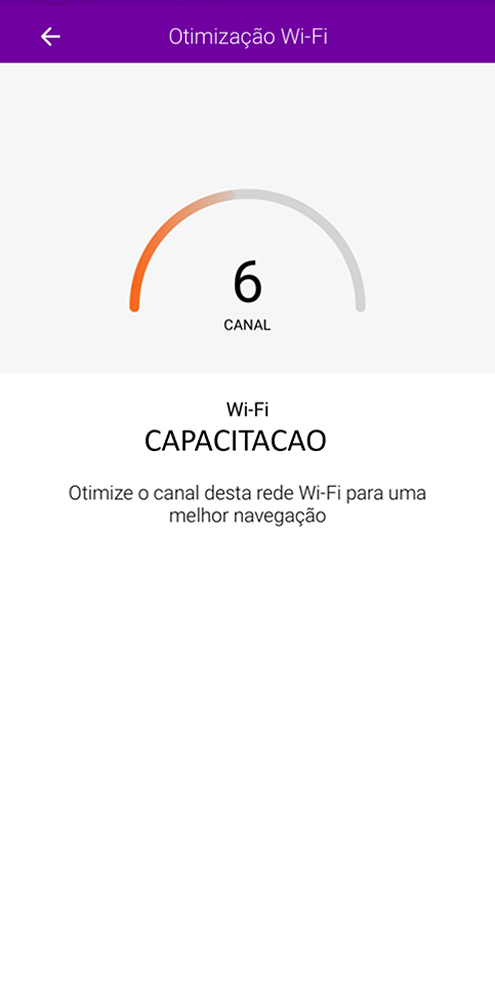 Otimização Wi-Fi
6
CANAL
Wi-Fi
CAPACITACAO
Otimize o canal desta rede Wi-Fi para uma
melhor navegação